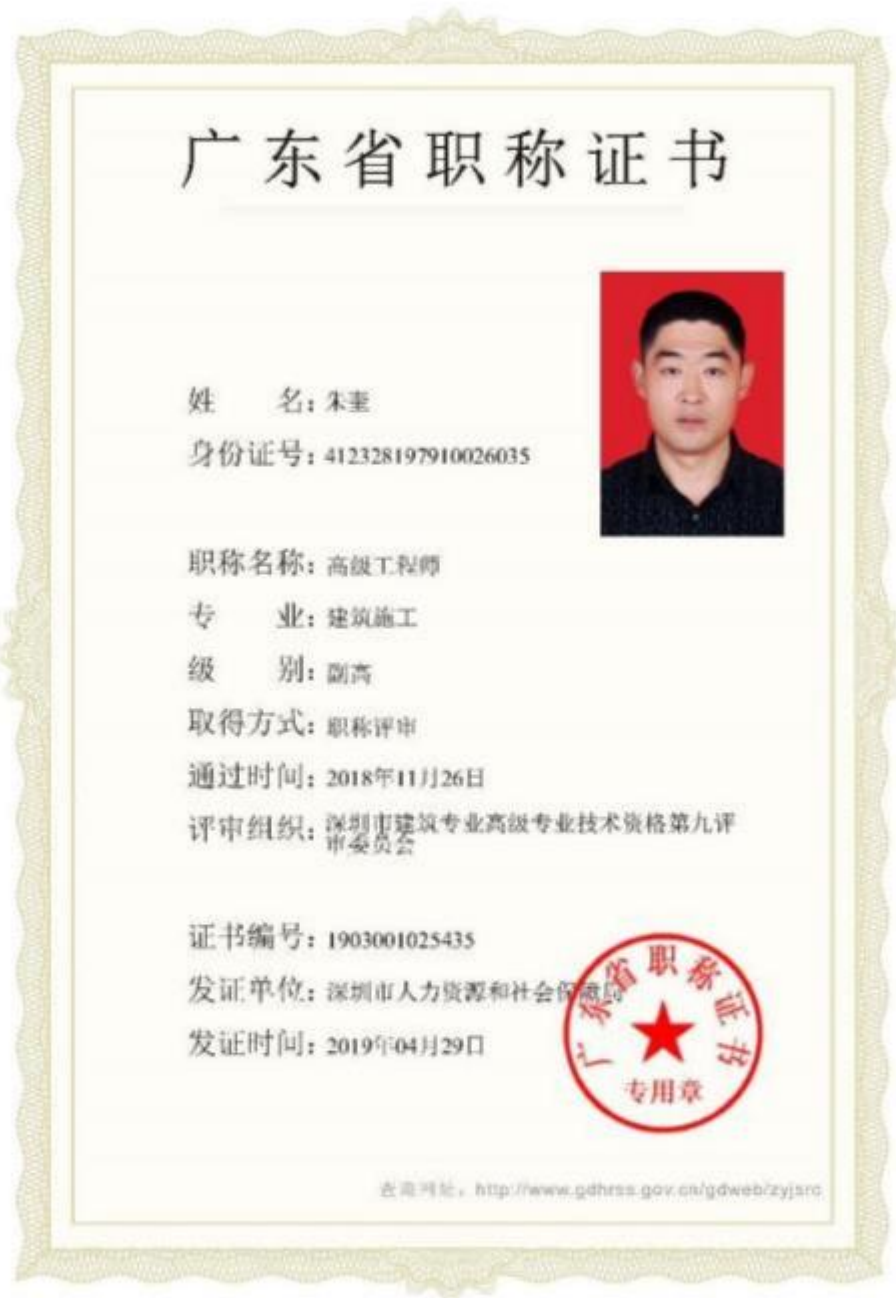 广东省职称证书
姓 名：朱奎
身份证号：412328197910026035
职称名称：高级工程师
专 业：建筑施工
级 别：副高
取得方式：职称评审
通过时间：2018年11月26日
评审组织：深圳市建筑专业高级专业技术资格第九评
审委员会
证书编号：1903001025435
发证单位：深圳市人力资源和社会保障局
发证时间：2019年04月29日
广东省职称证书
专用章
查询网址：http://www.gdhrss.gov.cn/gdweb/zyjsrc